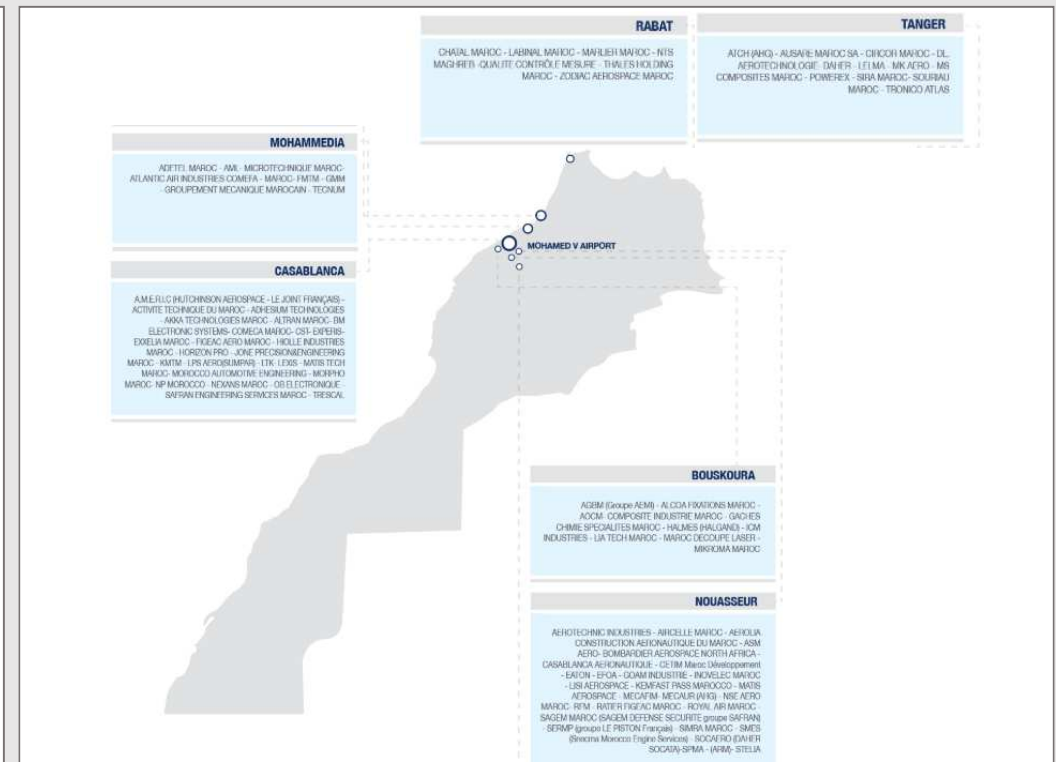 RABAT
CHATAL MAROC - LABINAL MAROC - MARLIER MAROC - NTS
MAGHREB -QUALITE CONTRÔLE MESURE - THALES HOLDING
MAROC - ZODIAC AEROSPACE MAROC
TANGER
ATCH (AHG) - AUSARE MAROC SA - CIRCOR MAROC - DL.
AEROTECHNOLOGIE- DAHER - LELMA - MK AERO - MS
COMPOSITES MAROC - POWEREX - SIRA MAROC- SOURIAU
MAROC - TRONICO ATLAS
MOHAMMEDIA
ADETEL MAROC - AML - MICROTECHNIQUE MAROC-
ATLANTIC AIR INDUSTRIES COMEFA - MAROC- FMTM - GMM
- GROUPEMENT MECANIQUE MAROCAIN - TECNUM
MOHAMED V AIRPORT
CASABLANCA
A.M.E.R.I.C (HUTCHINSON AEROSPACE - LE JOINT FRANÇAIS) -
ACTIVITE TECHNIQUE DU MAROC - ADHESIUM TECHNOLOGIES
- AKKA TECHNOLOGIES MAROC - ALTRAN MAROC- BM
ELECTRONIC SYSTEMS- COMECA MAROC- CST- EXPERIS-
EXXELIA MAROC - FIGEAC AERO MAROC - HIOLLE INDUSTRIES
MAROC - HORIZON PRO - JONE PRECISION&ENGINEERING
MAROC - KMTM - LPS AERO(SUMPAR) - LTK- LEXIS - MATIS TECH
MAROC- MOROCCO AUTOMOTIVE ENGINEERING - MORPHO
MAROC- NP MOROCCO - NEXANS MAROC - OB ELECTRONIQUE -
SAFRAN ENGINEERING SERVICES MAROC - TRESCAL
BOUSKOURA
AGBM (Groupe AEMI) - ALCOA FIXATIONS MAROC -
AOCM- COMPOSITE INDUSTRIE MAROC - GACHES
CHIMIE SPECIALITES MAROC - HALMES (HALGAND) - ICM
INDUSTRIES - LIA TECH MAROC - MAROC DECOUPE LASER -
MIKROMA MAROC
NOUASSEUR
AEROTECHNIC INDUSTRIES - AIRCELLE MAROC - AEROLIA
CONSTRUCTION AERONAUTIQUE DU MAROC - ASM
AERO- BOMBARDIER AEROSPACE NORTH AFRICA -
CASABLANCA AERONAUTIQUE - CETIM Maroc Développement
- EATON - EFOA - GOAM INDUSTRIE - INOVELEC MAROC
- LISI AEROSPACE - KEMFAST PASS MAROCCO - MATIS
AEROSPACE - MECAFIM- MECAUR (AHG) - NSE AERO
MAROC- RFM - RATIER FIGEAC MAROC - ROYAL AIR MAROC -
SAGEM MAROC (SAGEM DEFENSE SECURITE groupe SAFRAN)
- SERMP (groupe LE PISTON Français) - SIMRA MAROC - SMES
(Snecma Morocco Engine Services) - SOCAERO (DAHER
SOCATA)-SPMA - (ARM)- STELIA